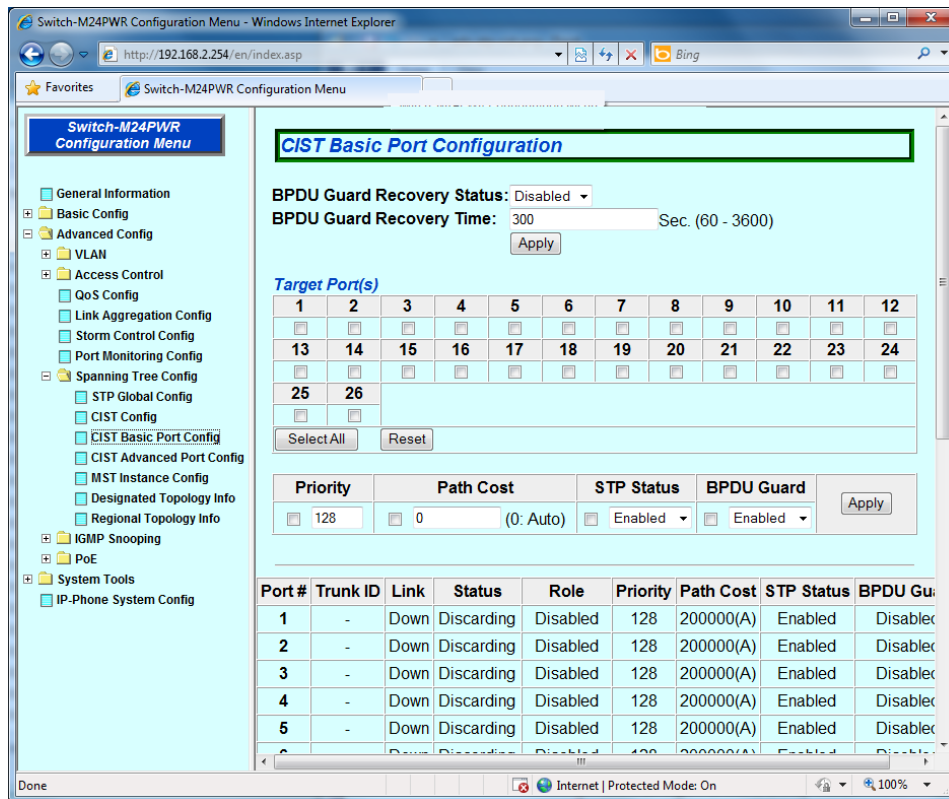 Switch-M24PWR Configuration Menu - Windows Internet Explorer
http://192.168.2.254/en/index.asp
Bing
Favorites
Switch-M24PWR Configuration Menu
Switch-M24PWR
Configuration Menu
General Information
Basic Config
Advanced Config
VLAN
Access Control
QoS Config
Link Aggregation Config
Storm Control Config
Port Monitoring Config
Spanning Tree Config
STP Global Config
CIST Config
CIST Basic Port Config
CIST Advanced Port Config
MST Instance Config
Designated Topology Info
Regional Topology Info
IGMP Snooping
PoE
System Tools
IP-Phone System Config
CIST Basic Port Configuration
BPDU Guard Recovery Status: Disabled
BPDU Guard Recovery Time: 300 Sec. (60 - 3600)
Apply
Target Port(s)
1 2 3 4 5 6 7 8 9 10 11 12
13 14 15 16 17 18 19 20 21 22 23 24
25 26
Select All Reset
Priority Path Cost STP Status BPDU Guard
128 0 (0: Auto) Enabled Enabled Apply
Port # Trunk ID Link Status Role Priority Path Cost STP Status BPDU
1 - Down Discarding Disabled 128 200000(A) Enabled Disabled
2 - Down Discarding Disabled 128 200000(A) Enabled Disabled
3 - Down Discarding Disabled 128 200000(A) Enabled Disabled
4 - Down Discarding Disabled 128 200000(A) Enabled Disabled
5 - Down Discarding Disabled 128 200000(A) Enabled Disabled
Done Internet | Protected Mode: On 100%